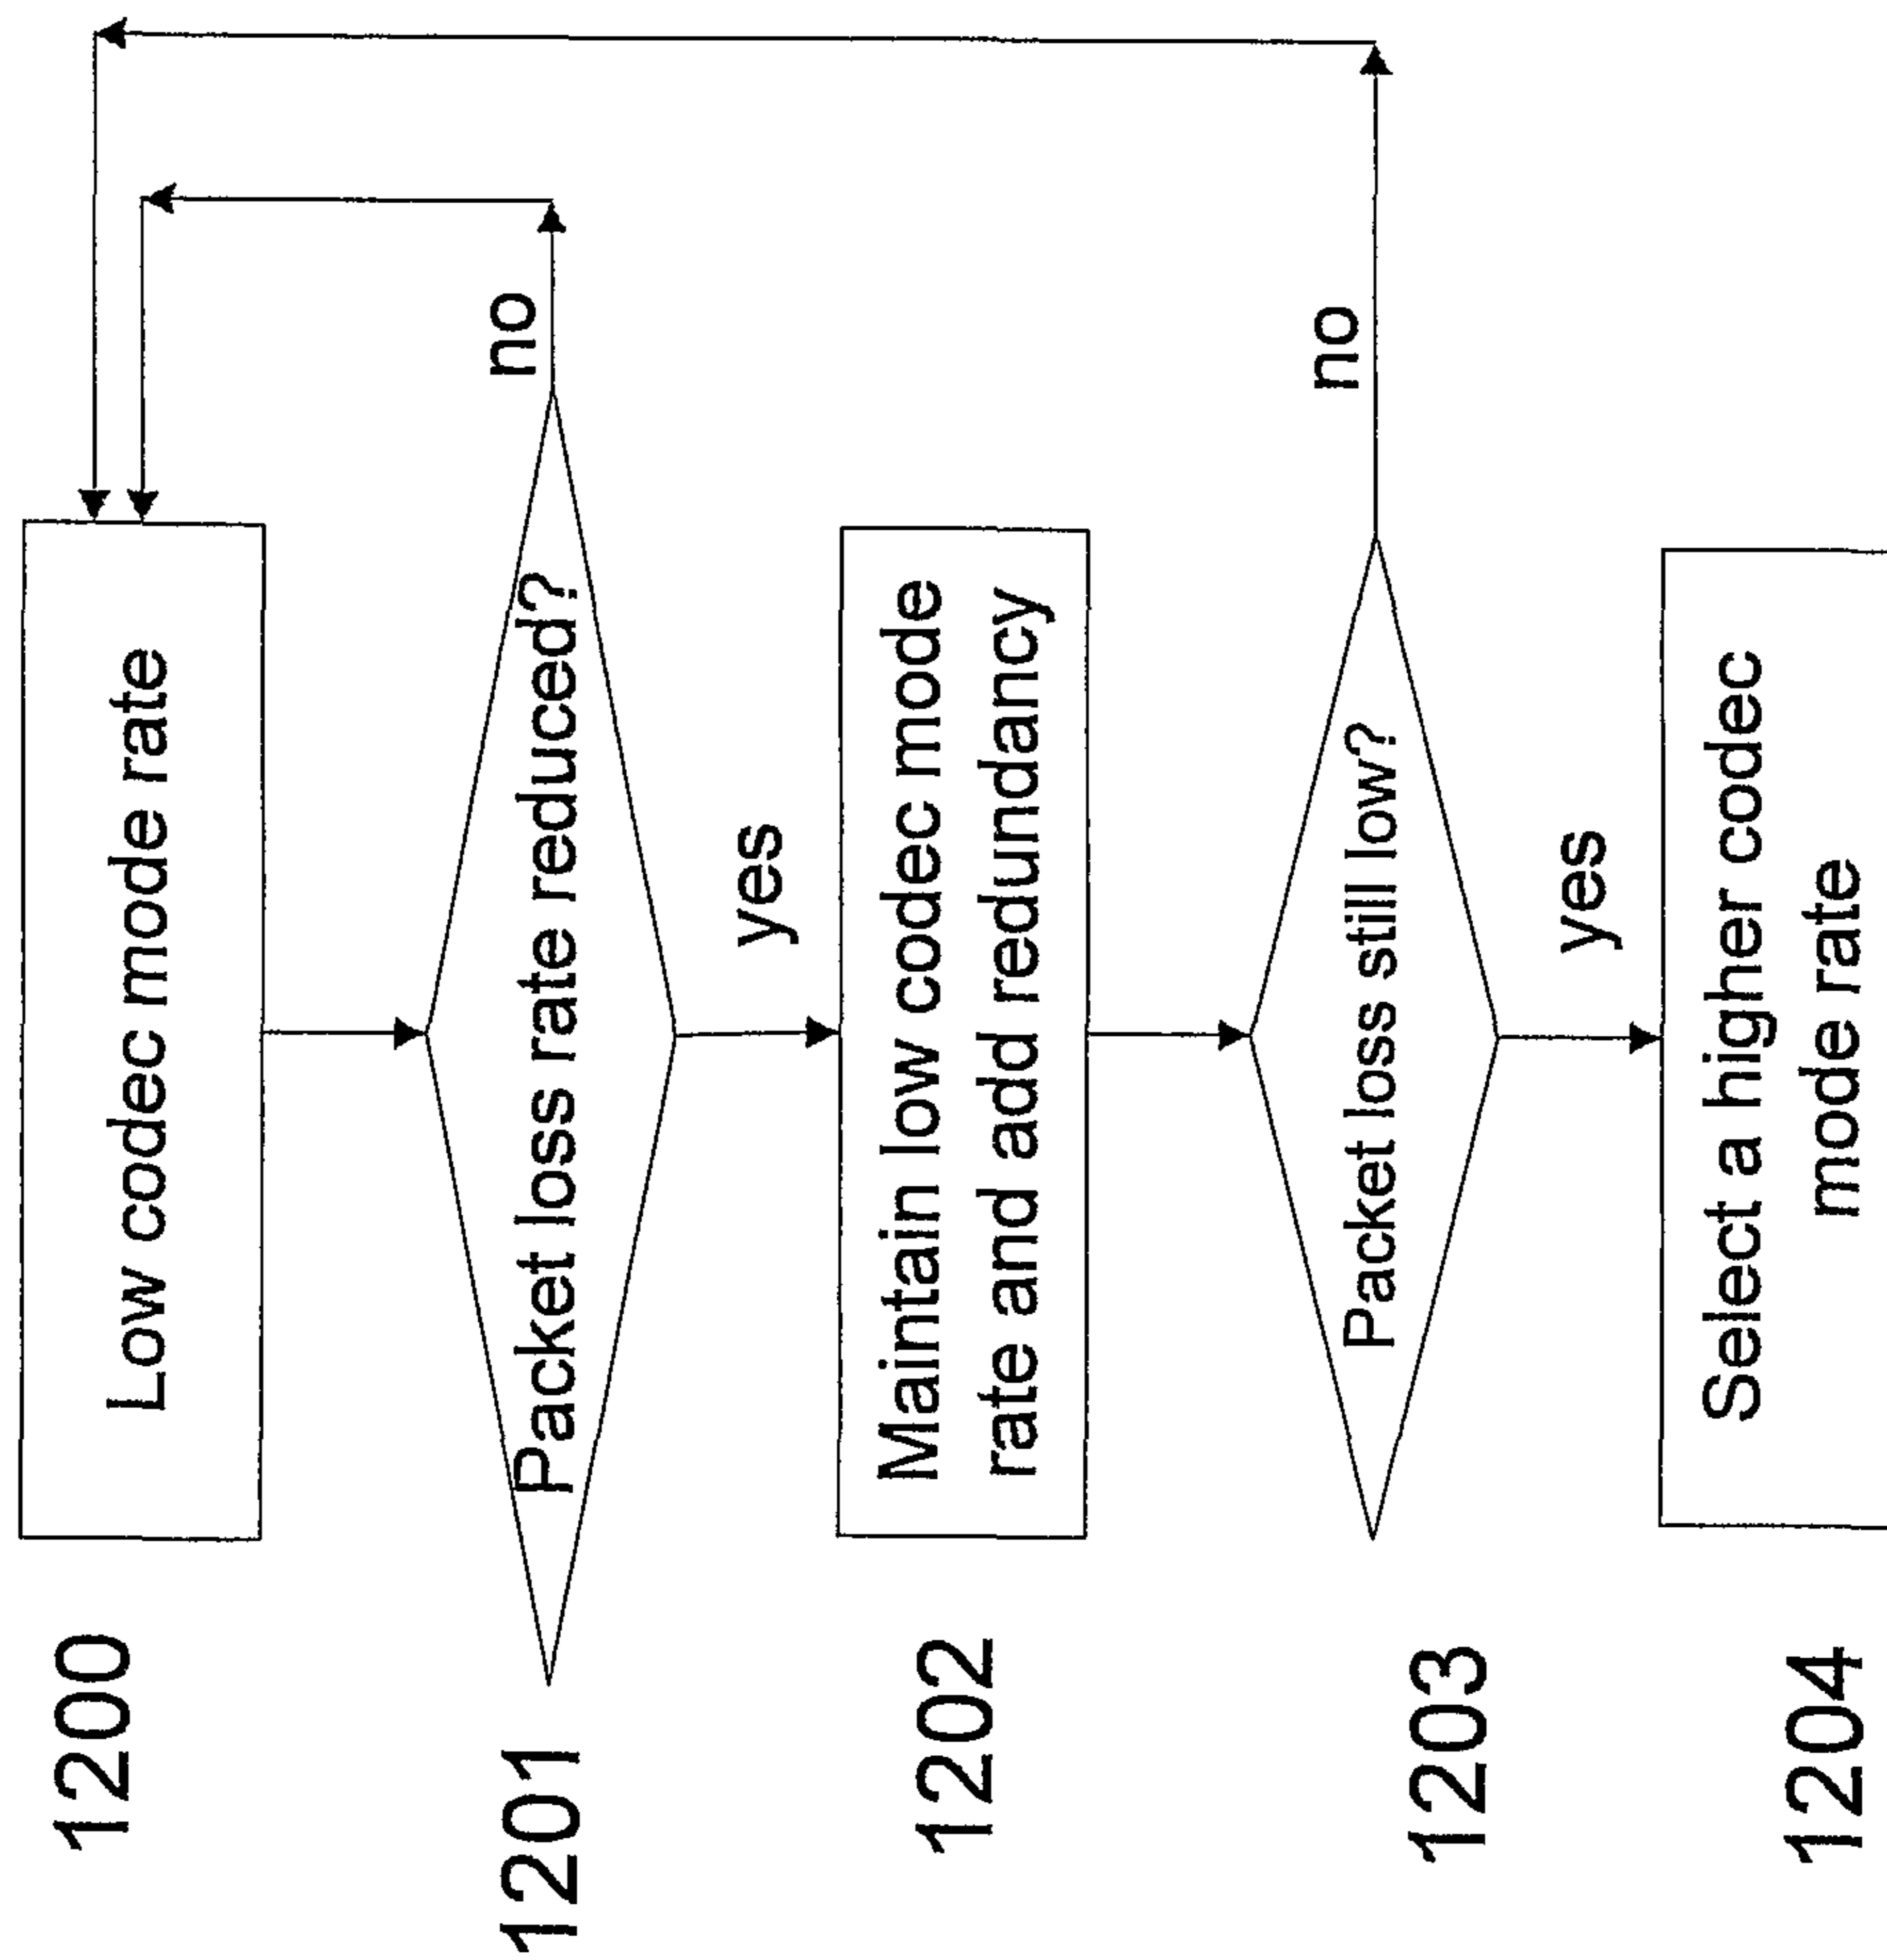 1200
Low codec mode rate
1201
Packet loss rate reduced?
no
yes
1202
Maintain low codec mode
rate and add redundancy
1203
Packet loss still low?
no
yes
1204
Select a higher codec
mode rate